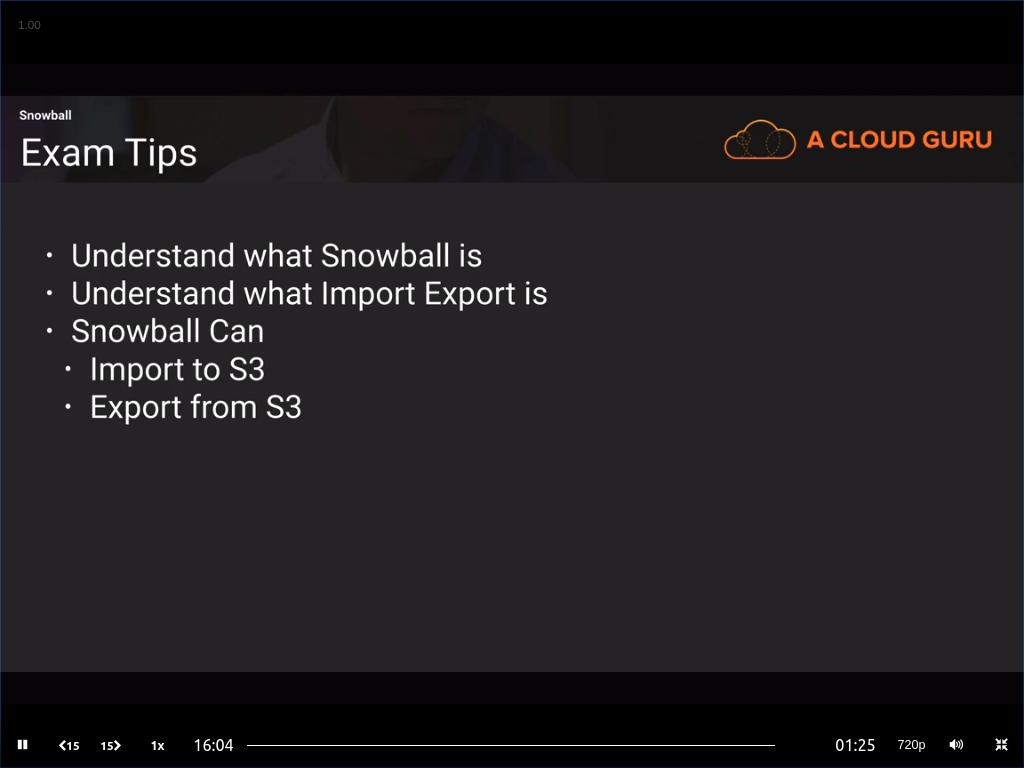 1.00
Snowball
Exam Tips
A CLOUD GURU
• Understand what Snowball is
• Understand what Import Export is
• Snowball Can
• Import to S3
• Export from S3
15 15 1x 16:04 01:25 720p